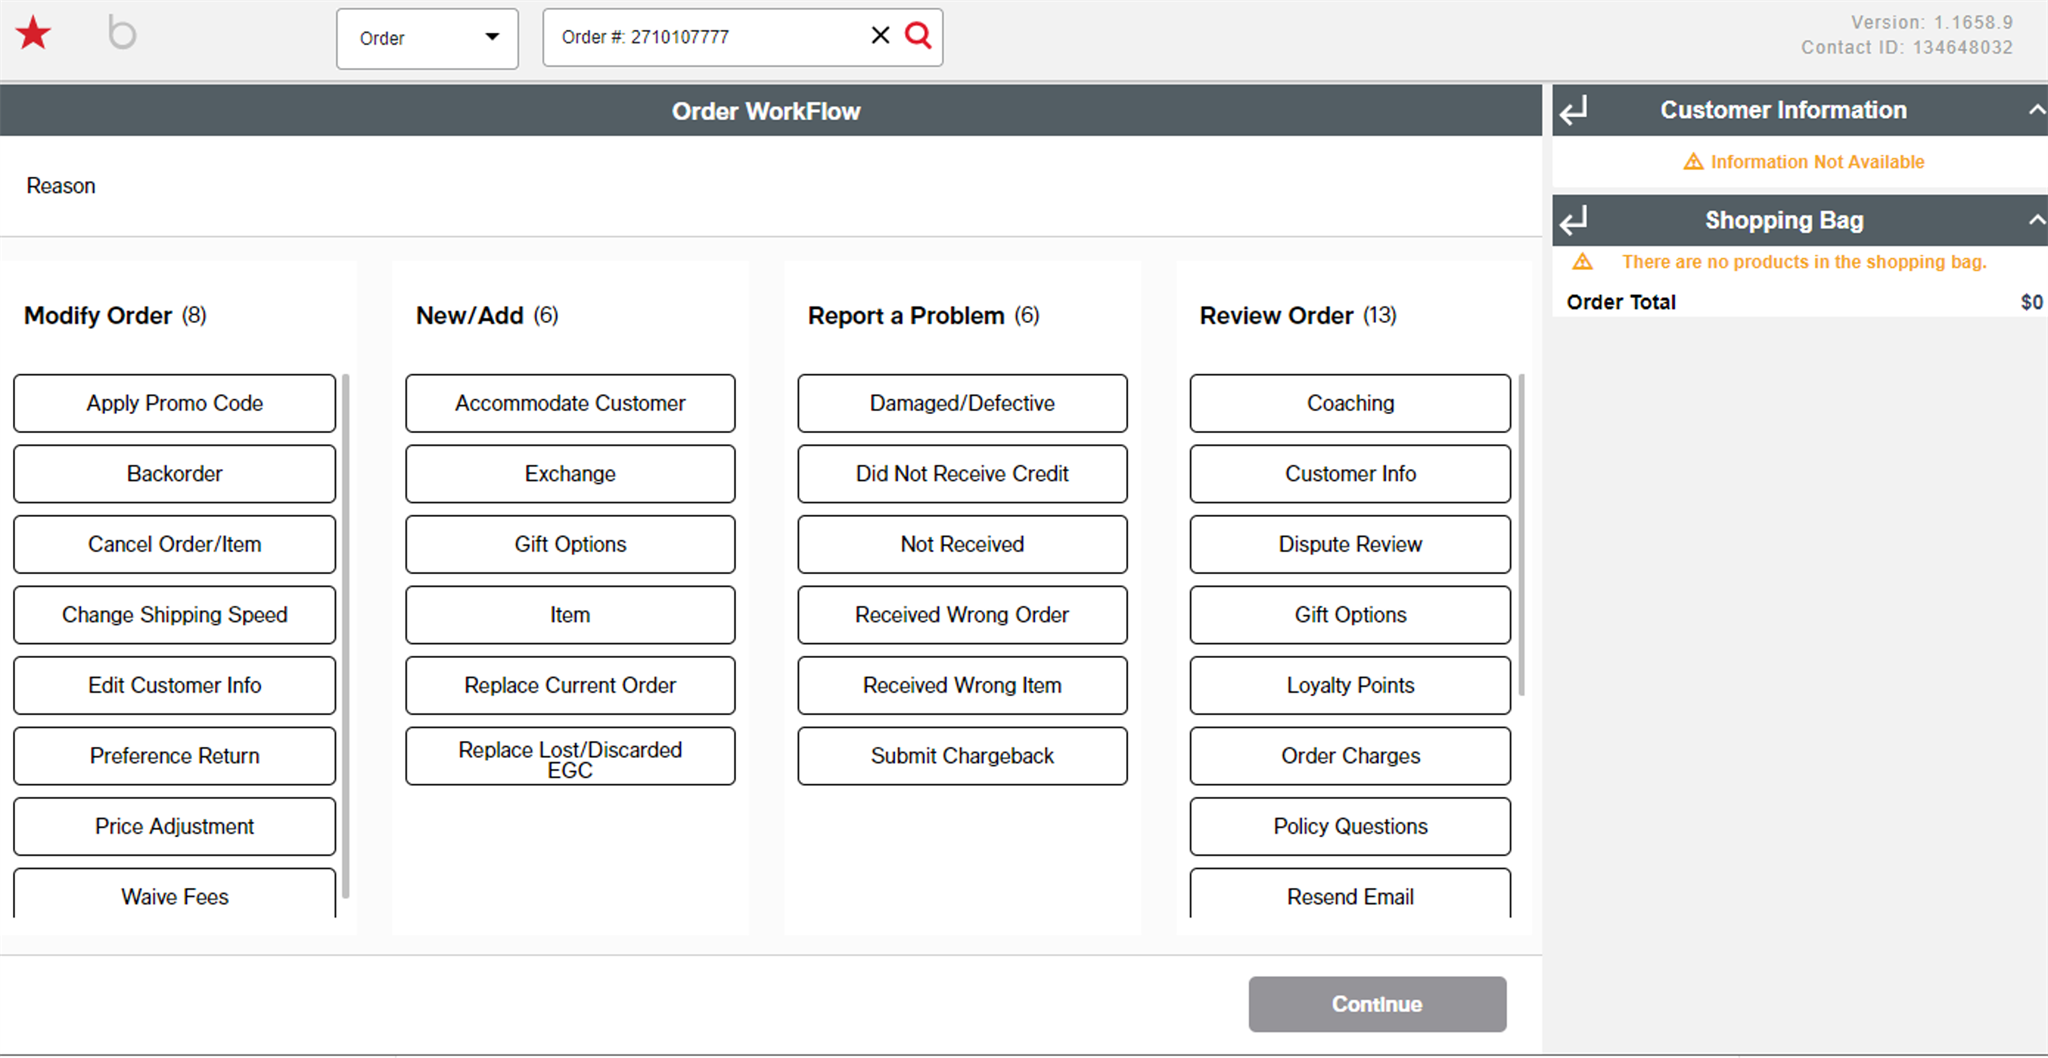 b
Order
Order #: 2710107777
Version: 1.1658.9
Contact ID: 134648032
Order WorkFlow
Reason
Modify Order (8)
Apply Promo Code
Backorder
Cancel Order/Item
Change Shipping Speed
Edit Customer Info
Preference Return
Price Adjustment
Waive Fees
New/Add (6)
Accommodate Customer
Exchange
Gift Options
Item
Replace Current Order
Replace Lost/Discarded
EGC
Report a Problem (6)
Damaged/Defective
Did Not Receive Credit
Not Received
Received Wrong Order
Received Wrong Item
Submit Chargeback
Review Order (13)
Coaching
Customer Info
Dispute Review
Gift Options
Loyalty Points
Order Charges
Policy Questions
Resend Email
Continue
Customer Information
Information Not Available
Shopping Bag
There are no products in the shopping bag.
Order Total $0